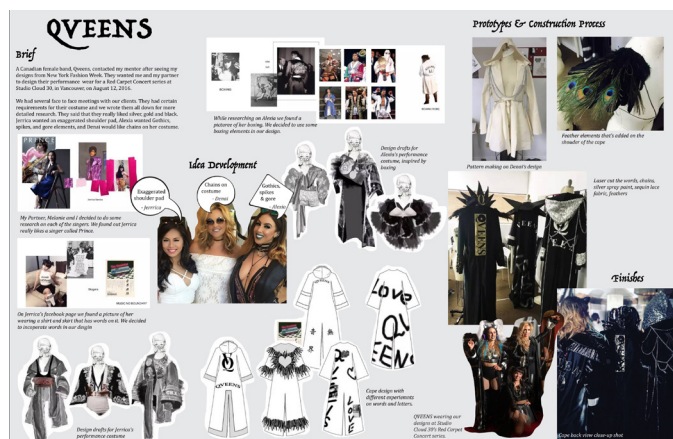 QVEENS
Brief
A Canadian female band, Qveens, contacted my mentor after seeing my
designs from New York Fashion Week. They wanted me and my partner
to design their performance wear for a Red Carpet Concert series at
Studio Cloud 30, in Vancouver, on August 12, 2016.
We had several face to face meetings with our clients. They had certain
requirements for their costume and we wrote them all down for more
detailed research. They said that they really liked silver, gold and black.
Jerrica wanted an exaggerated shoulder pad, Alexia wanted Gothics,
spikes, and gore elements, and Denai would like chains on her costume.
My Partner, Melanie and I decided to do some
research on each of the singers. We found out Jerrica
really likes a singer called Prince.
On Jerrica's facebook page we found a picture of her
wearing a shirt and skirt that has words on it. We decided
to incoporate words in our desgin
Design drafts for Jerrica's
performance costume
While researching on Alexia we found a
pictures of her boxing. We decided to use some
boxing elements in our design.
Idea Development
Exaggerated
shoulder pad
- Jerrica
Chains on
costume
- Denai
Gothics,
spikes
& gore
- Alexia
Design drafts for
Alexia's performance
costume, inspired by
boxing
LOVE
QU
EENS
QVEENS
LOVE
Cape design with
different experiments
on words and letters.
Prototypes & Construction Process
Pattern making on Denai's design
Feather elements that's added on the
shouder of the cape
Laser cut the words, chains,
silver spray paint, sequin lace
fabric, feathers
Finishes
QVEENS wearing our
designs at Studio
Cloud 30's Red Carpet
Concert series.
Cape back view close-up shot